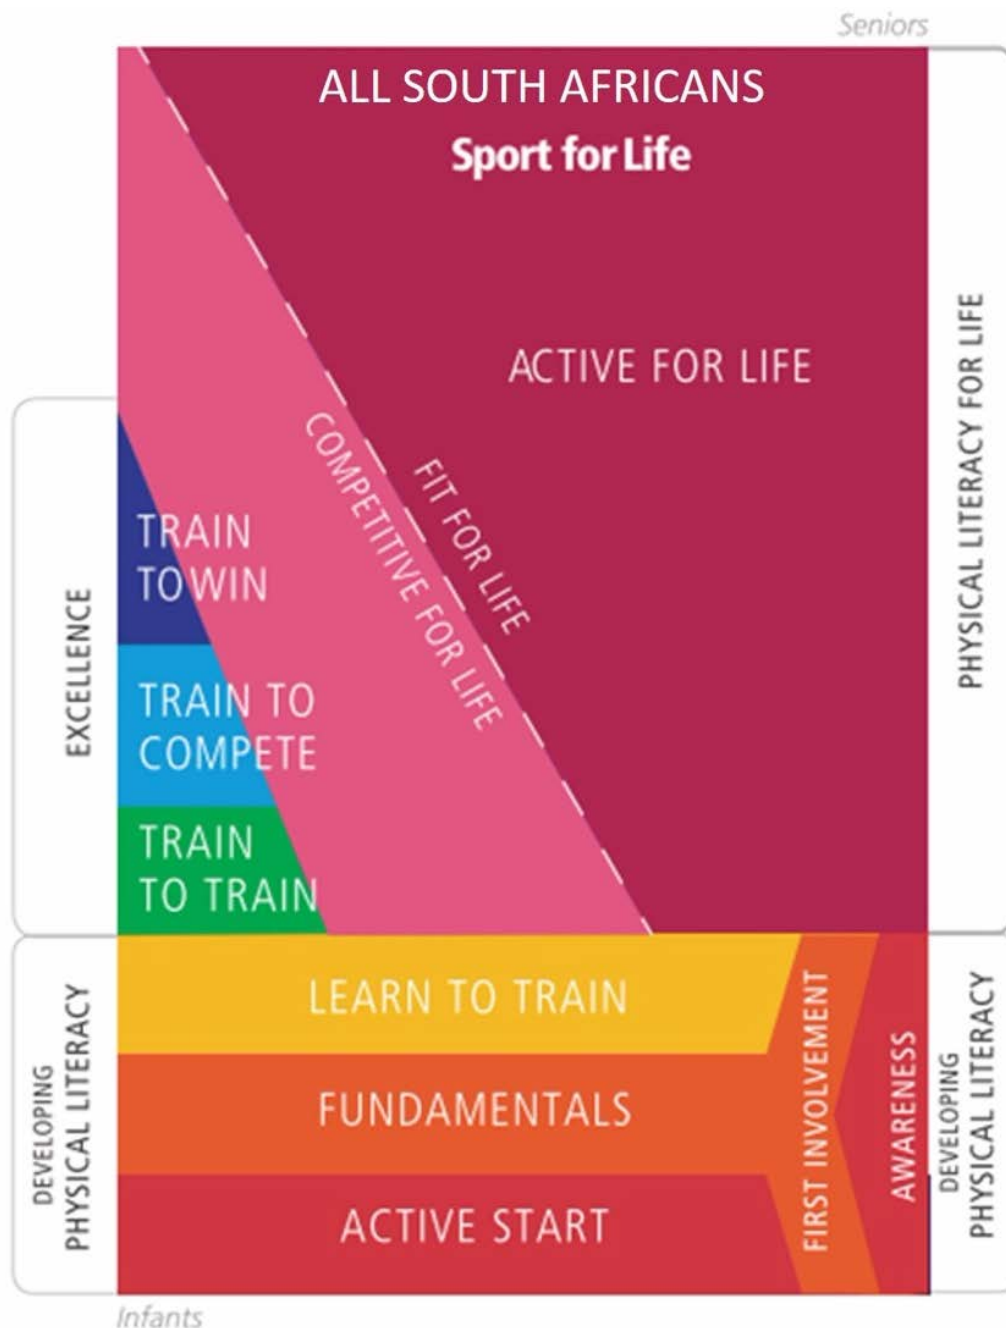 Seniors
ALL SOUTH AFRICANS
Sport for Life
ACTIVE FOR LIFE
FIT FOR LIFE
COMPETITIVE FOR LIFE
PHYSICAL LITERACY FOR LIFE
EXCELLENCE
TRAIN
TO WIN
TRAIN TO
COMPETE
TRAIN
TO TRAIN
DEVELOPING
PHYSICAL LITERACY
LEARN TO TRAIN
FUNDAMENTALS
ACTIVE START
FIRST INVOLVEMENT
AWARENESS
DEVELOPING
PHYSICAL LITERACY
Infants